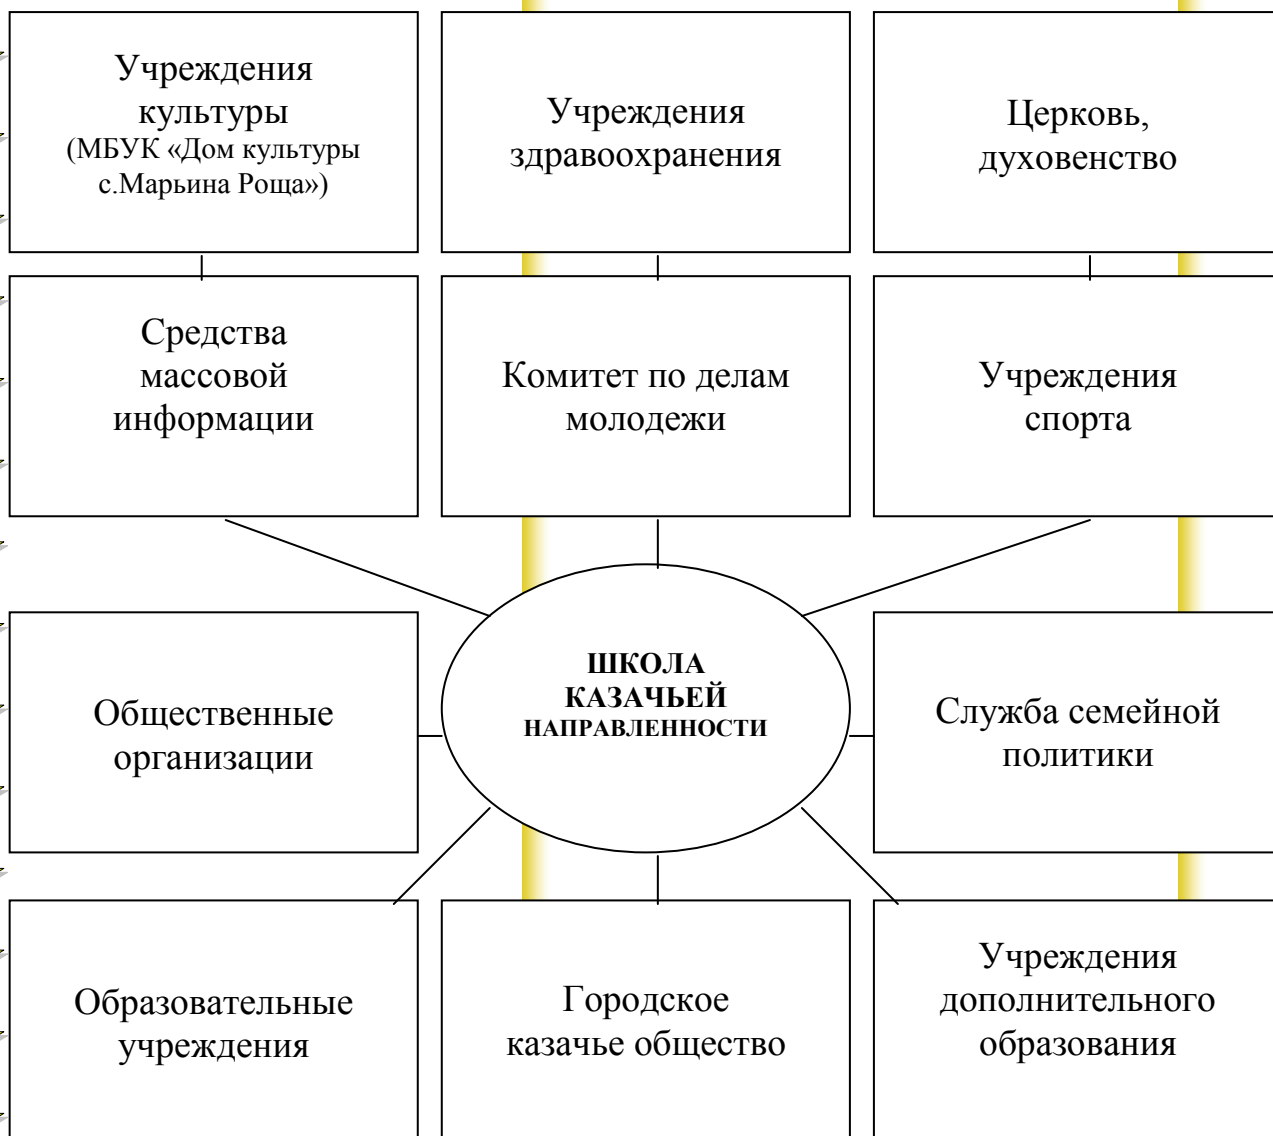 Учреждения
культуры
(МБУК «Дом культуры
с.Марьина Роща»)
Учреждения
здравоохранения
Церковь,
духовенство
Средства
массовой
информации
Комитет по делам
молодежи
Учреждения
спорта
Общественные
организации
ШКОЛА
КАЗАЧЬЕЙ
НАПРАВЛЕННОСТИ
Служба семейной
политики
Образовательные
учреждения
Городское
казачье общество
Учреждения
дополнительного
образования